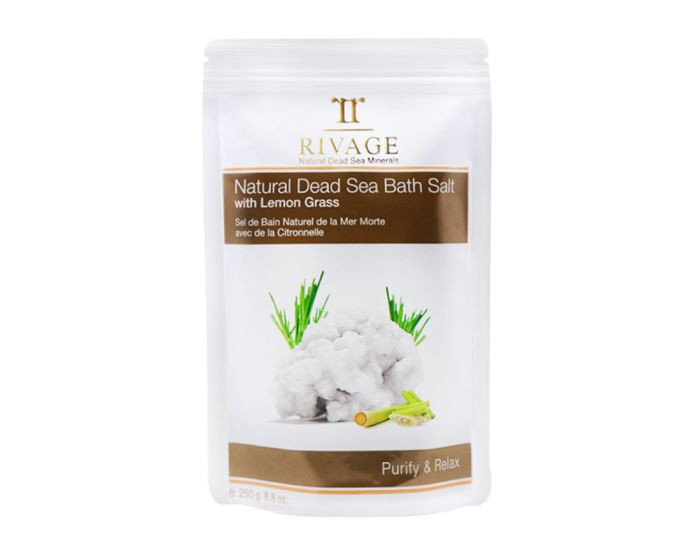 RIVAGE
Natural Dead Sea Minerals
Natural Dead Sea Bath Salt
with Lemon Grass
Sel de Bain Naturel de la Mer Morte
avec de la Citronnelle
Purify & Relax
e 250 g 8.8 oz.